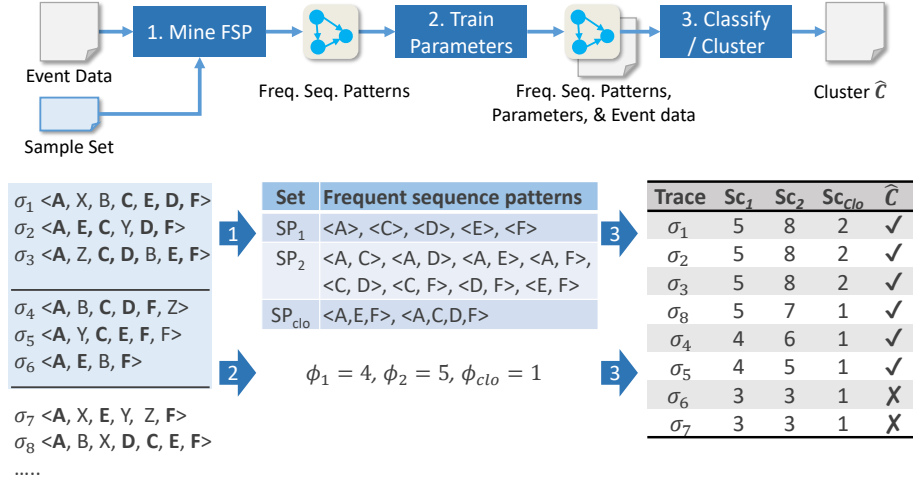 1. Mine FSP
2. Train Parameters
3. Classify / Cluster
Event Data
Sample Set
Freq. Seq. Patterns
Freq. Seq. Patterns, Parameters, & Event data
Cluster Ĉ
σ1 <A, X, B, C, E, D, F>
σ2 <A, E, C, Y, D, F>
σ3 <A, Z, C, D, B, E, F>
σ4 <A, B, C, D, F, Z>
σ5 <A, Y, C, E, F, F>
σ6 <A, E, B, F>
σ7 <A, X, E, Y, Z, F>
σ8 <A, B, X, D, C, E, F>
.....
1
2
Set Frequent sequence patterns
SP1 <A>, <C>, <D>, <E>, <F>
SP2 <A, C>, <A, D>, <A, E>, <A, F>,
<C, D>, <C, F>, <D, F>, <E, F>
SPclo <A,E,F>, <A,C,D,F>
ϕ1 = 4, ϕ2 = 5, ϕclo = 1
3
3
Trace Sc1 Sc2 ScClo Ĉ
σ1 5 8 2 ✓
σ2 5 8 2 ✓
σ3 5 8 2 ✓
σ8 5 7 1 ✓
σ4 4 6 1 ✓
σ5 4 5 1 ✓
σ6 3 3 1 ✗
σ7 3 3 1 ✗